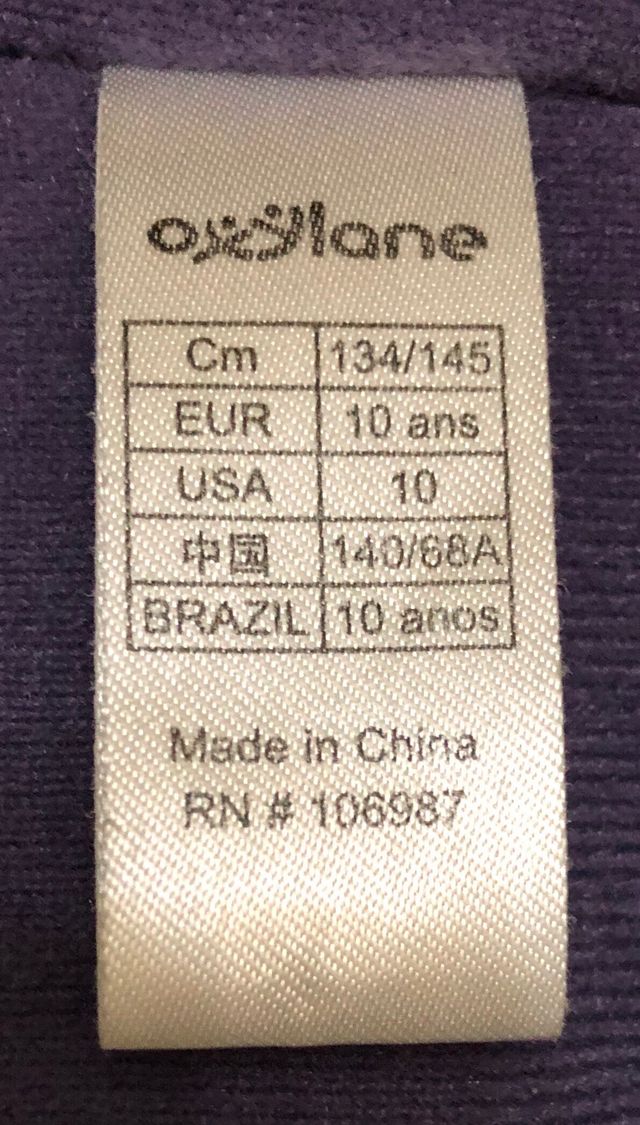 oxylane
Cm 134/145
EUR 10 ans
USA 10
中国 140/68A
BRAZIL 10 anos
Made in China
RN # 106987